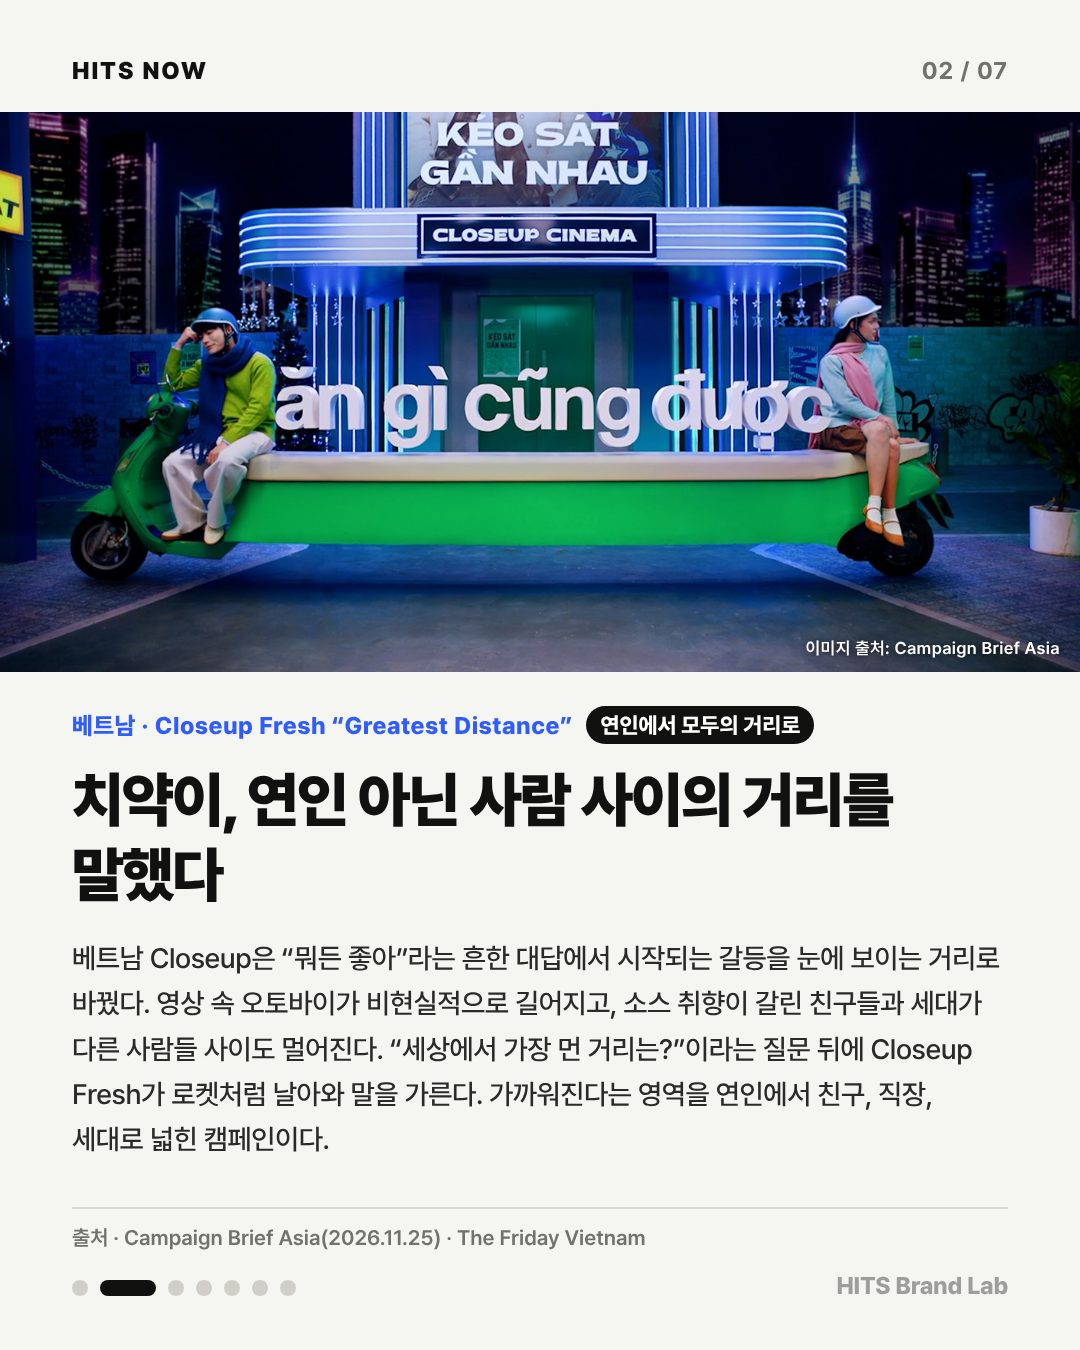 HITS NOW
02 / 07
KÉO SÁT
GẦN NHAU
CLOSEUP CINEMA
KÉO SÁT
GẦN NHAU
ăn gì cũng được
이미지 출처: Campaign Brief Asia
베트남 · Closeup Fresh “Greatest Distance”
연인에서 모두의 거리로
치약이, 연인 아닌 사람 사이의 거리를
말했다
베트남 Closeup은 “뭐든 좋아”라는 흔한 대답에서 시작되는 갈등을 눈에 보이는 거리로
바꿨다. 영상 속 오토바이가 비현실적으로 길어지고, 소스 취향이 갈린 친구들과 세대가
다른 사람들 사이도 멀어진다. “세상에서 가장 먼 거리는?”이라는 질문 뒤에 Closeup
Fresh가 로켓처럼 날아와 말을 가른다. 가까워진다는 영역을 연인에서 친구, 직장,
세대로 넓힌 캠페인이다.
출처 · Campaign Brief Asia(2026.11.25) · The Friday Vietnam
HITS Brand Lab